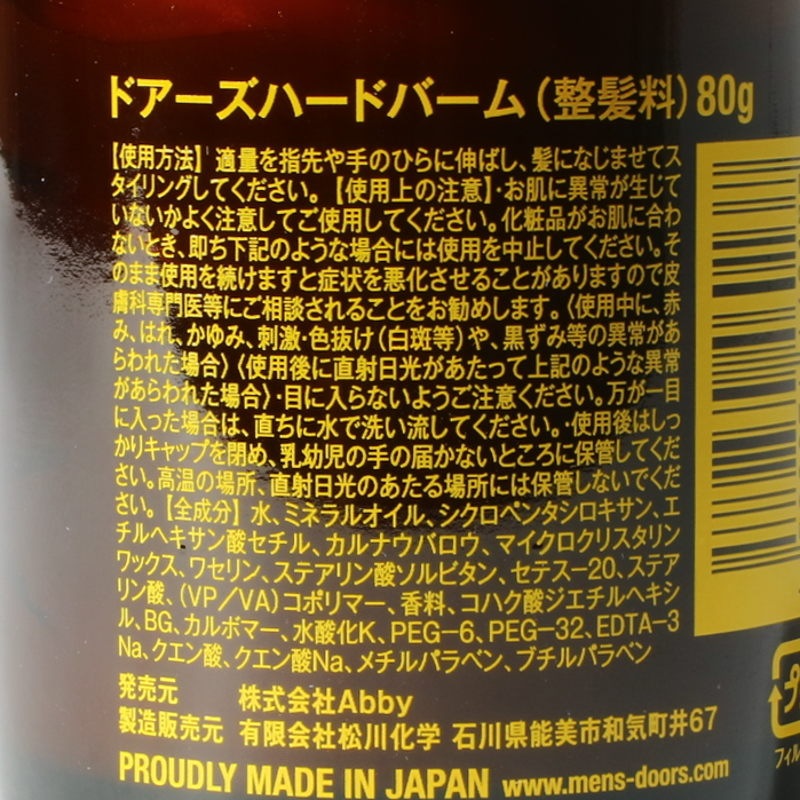 ドアーズハードバーム(整髪料)80g
【使用方法】適量を指先や手のひらに伸ばし、髪になじませてス
タイリングしてください。【使用上の注意】・お肌に異常が生じて
いないかよく注意してご使用してください。化粧品がお肌に合わ
ないとき、即ち下記のような場合には使用を中止してください。そ
のまま使用を続けますと症状を悪化させることがありますので皮
膚科専門医等にご相談されることをお勧めします。〈使用中に、赤
み、はれ、かゆみ、刺激・色抜け(白斑等)や、黒ずみ等の異常があ
らわれた場合〉〈使用後に直射日光があたって上記のような異常
があらわれた場合〉・目に入らないようご注意ください。万が一目
に入った場合は、直ちに水で洗い流してください。・使用後はしっ
かりキャップを閉め、乳幼児の手の届かないところに保管してくだ
さい。高温の場所、直射日光のあたる場所には保管しないでくだ
さい。【全成分】水、ミネラルオイル、シクロペンタシロキサン、エ
チルヘキサン酸セチル、カルナウバロウ、マイクロクリスタリン
ワックス、ワセリン、ステアリン酸ソルビタン、セテス-20、ステア
リン酸、(VP/VA)コポリマー、香料、コハク酸ジエチルヘキシ
ル、BG、カルボマー、水酸化K、PEG-6、PEG-32、EDTA-3
Na、クエン酸、クエン酸Na、メチルパラベン、ブチルパラベン
発売元 株式会社Abby
製造販売元 有限会社松川化学 石川県能美市和気町井67
PROUDLY MADE IN JAPAN www.mens-doors.com
プ
フィル